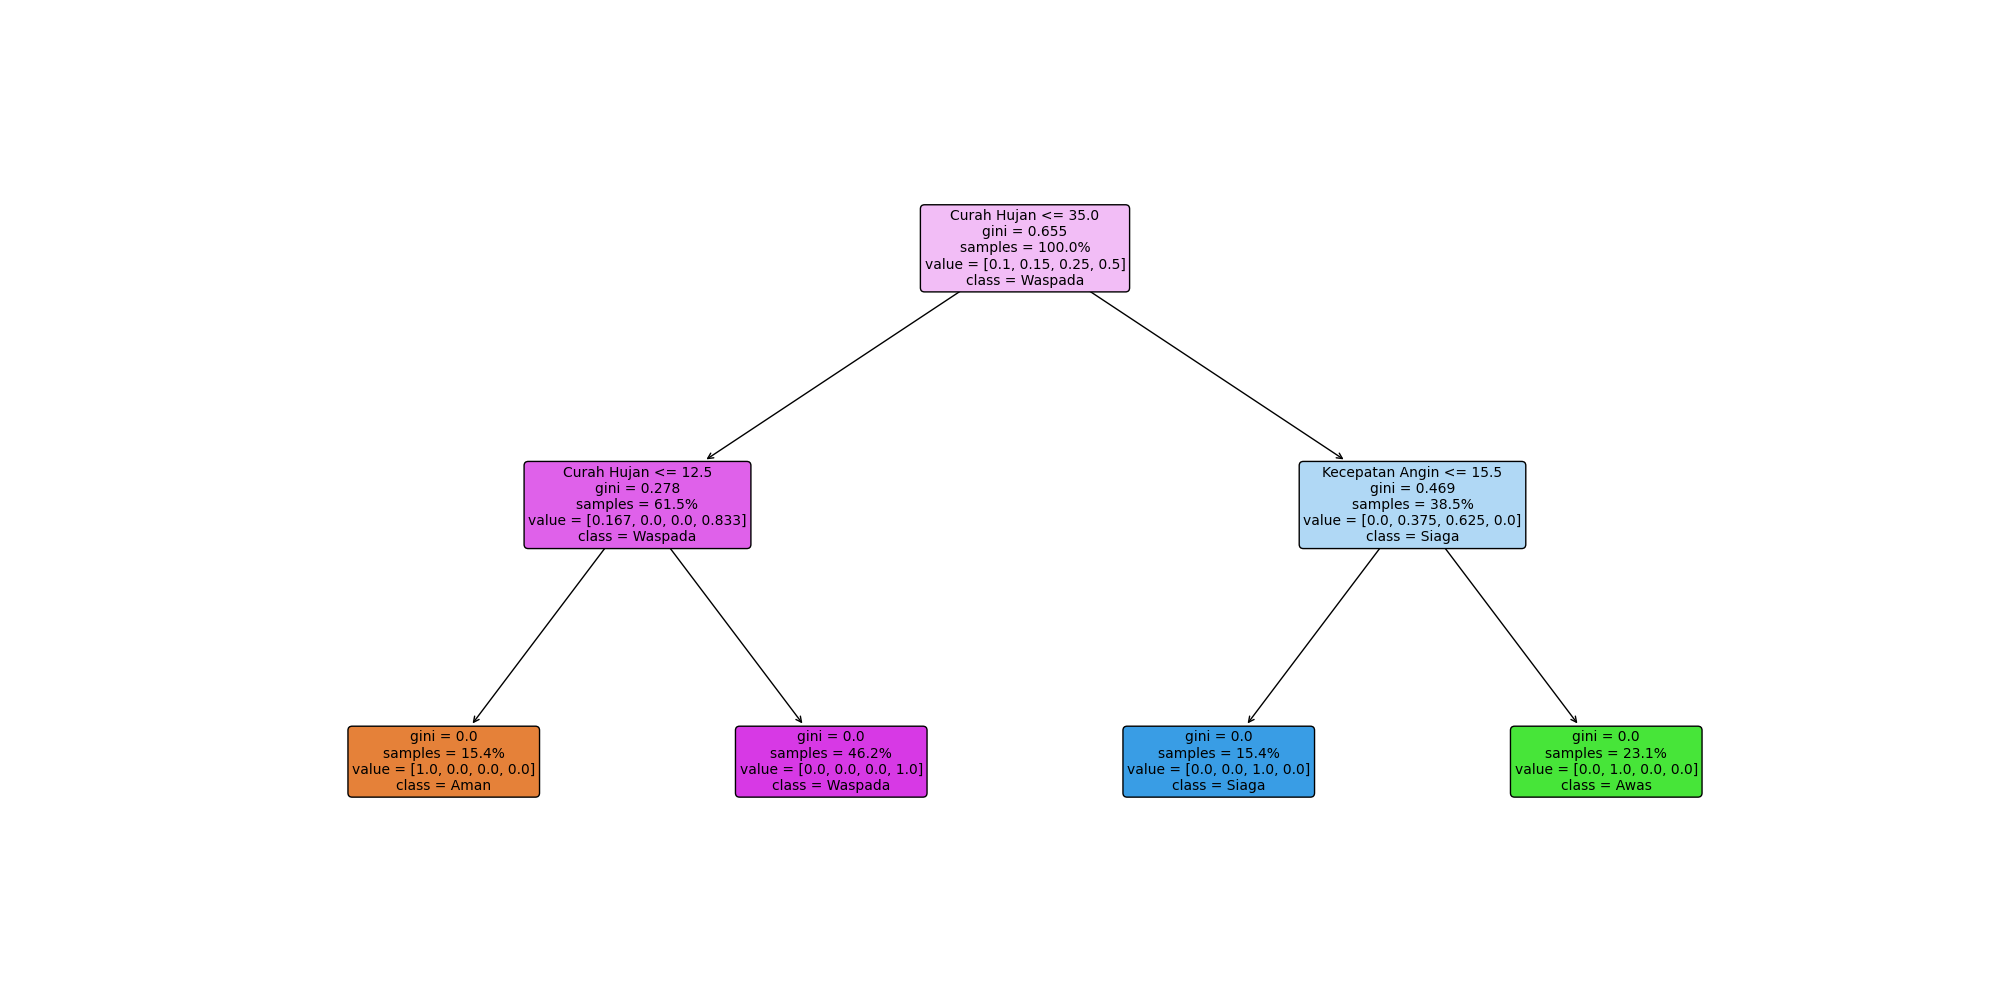 Curah Hujan <= 35.0
gini = 0.655
samples = 100.0%
value = [0.1, 0.15, 0.25, 0.5]
class = Waspada
Curah Hujan <= 12.5
gini = 0.278
samples = 61.5%
value = [0.167, 0.0, 0.0, 0.833]
class = Waspada
Kecepatan Angin <= 15.5
gini = 0.469
samples = 38.5%
value = [0.0, 0.375, 0.625, 0.0]
class = Siaga
gini = 0.0
samples = 15.4%
value = [1.0, 0.0, 0.0, 0.0]
class = Aman
gini = 0.0
samples = 46.2%
value = [0.0, 0.0, 0.0, 1.0]
class = Waspada
gini = 0.0
samples = 15.4%
value = [0.0, 0.0, 1.0, 0.0]
class = Siaga
gini = 0.0
samples = 23.1%
value = [0.0, 1.0, 0.0, 0.0]
class = Awas